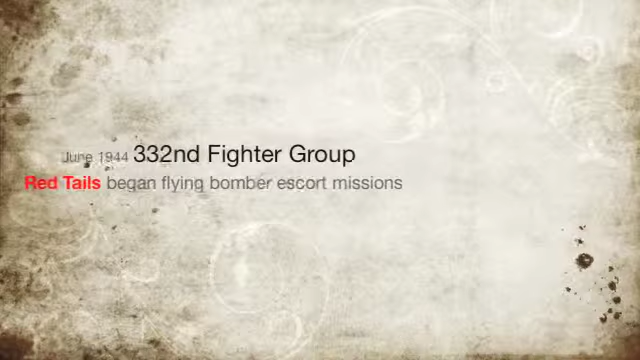 June 1944 332nd Fighter Group
Red Tails began flying bomber escort missions